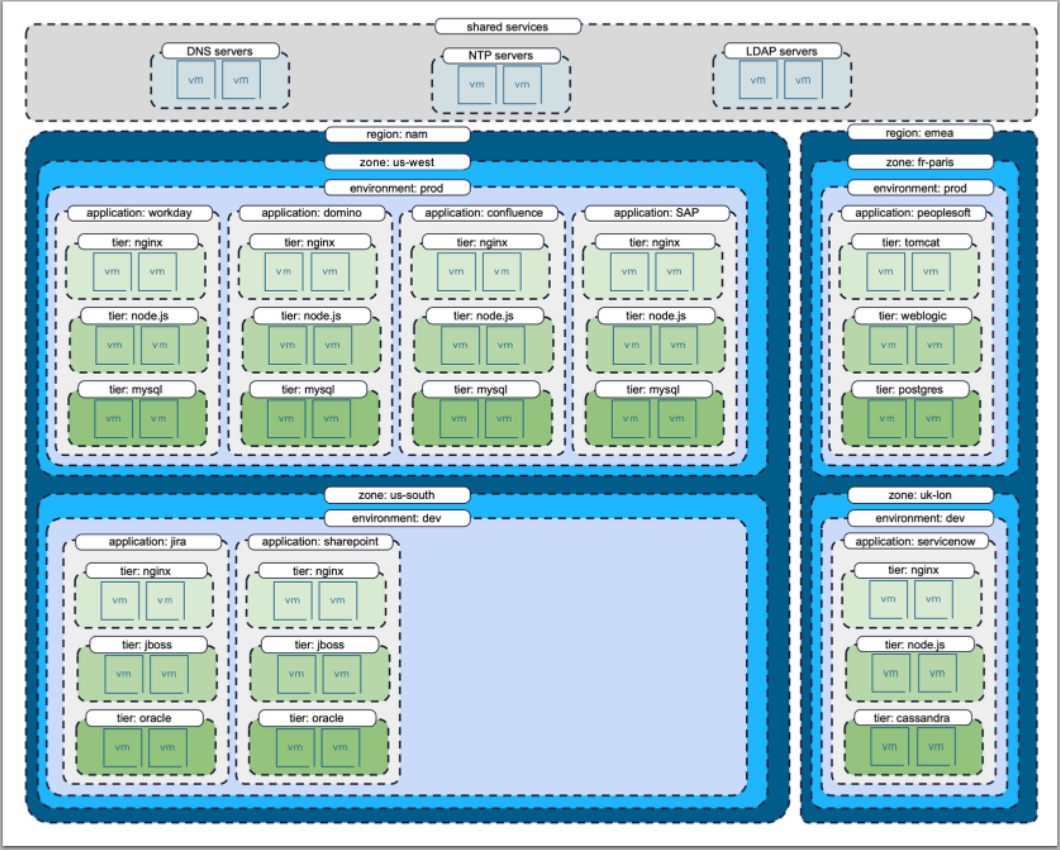 shared services
DNS servers
NTP servers
LDAP servers
vm vm
vm vm
vm vm
region: nam
region: emea
zone: us-west
zone: fr-paris
environment: prod
environment: prod
application: workday
application: domino
application: confluence
application: SAP
application: peoplesoft
tier: nginx
tier: nginx
tier: nginx
tier: nginx
tier: tomcat
vm vm
vm vm
vm vm
vm vm
vm vm
tier: node.js
tier: node.js
tier: node.js
tier: node.js
tier: weblogic
vm vm
vm vm
vm vm
vm vm
vm vm
tier: mysql
tier: mysql
tier: mysql
tier: mysql
tier: postgres
vm vm
vm vm
vm vm
vm vm
vm vm
zone: us-south
zone: uk-lon
environment: dev
environment: dev
application: jira
application: sharepoint
application: servicenow
tier: nginx
tier: nginx
tier: nginx
vm vm
vm vm
vm vm
tier: jboss
tier: jboss
tier: node.js
vm vm
vm vm
vm vm
tier: oracle
tier: oracle
tier: cassandra
vm vm
vm vm
vm vm